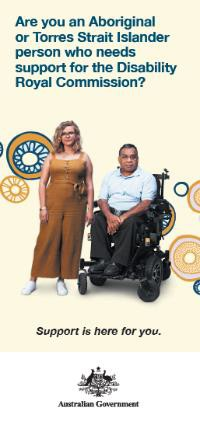 Are you an Aboriginal
or Torres Strait Islander
person who needs
support for the Disability
Royal Commission?
Support is here for you.
Australian Government